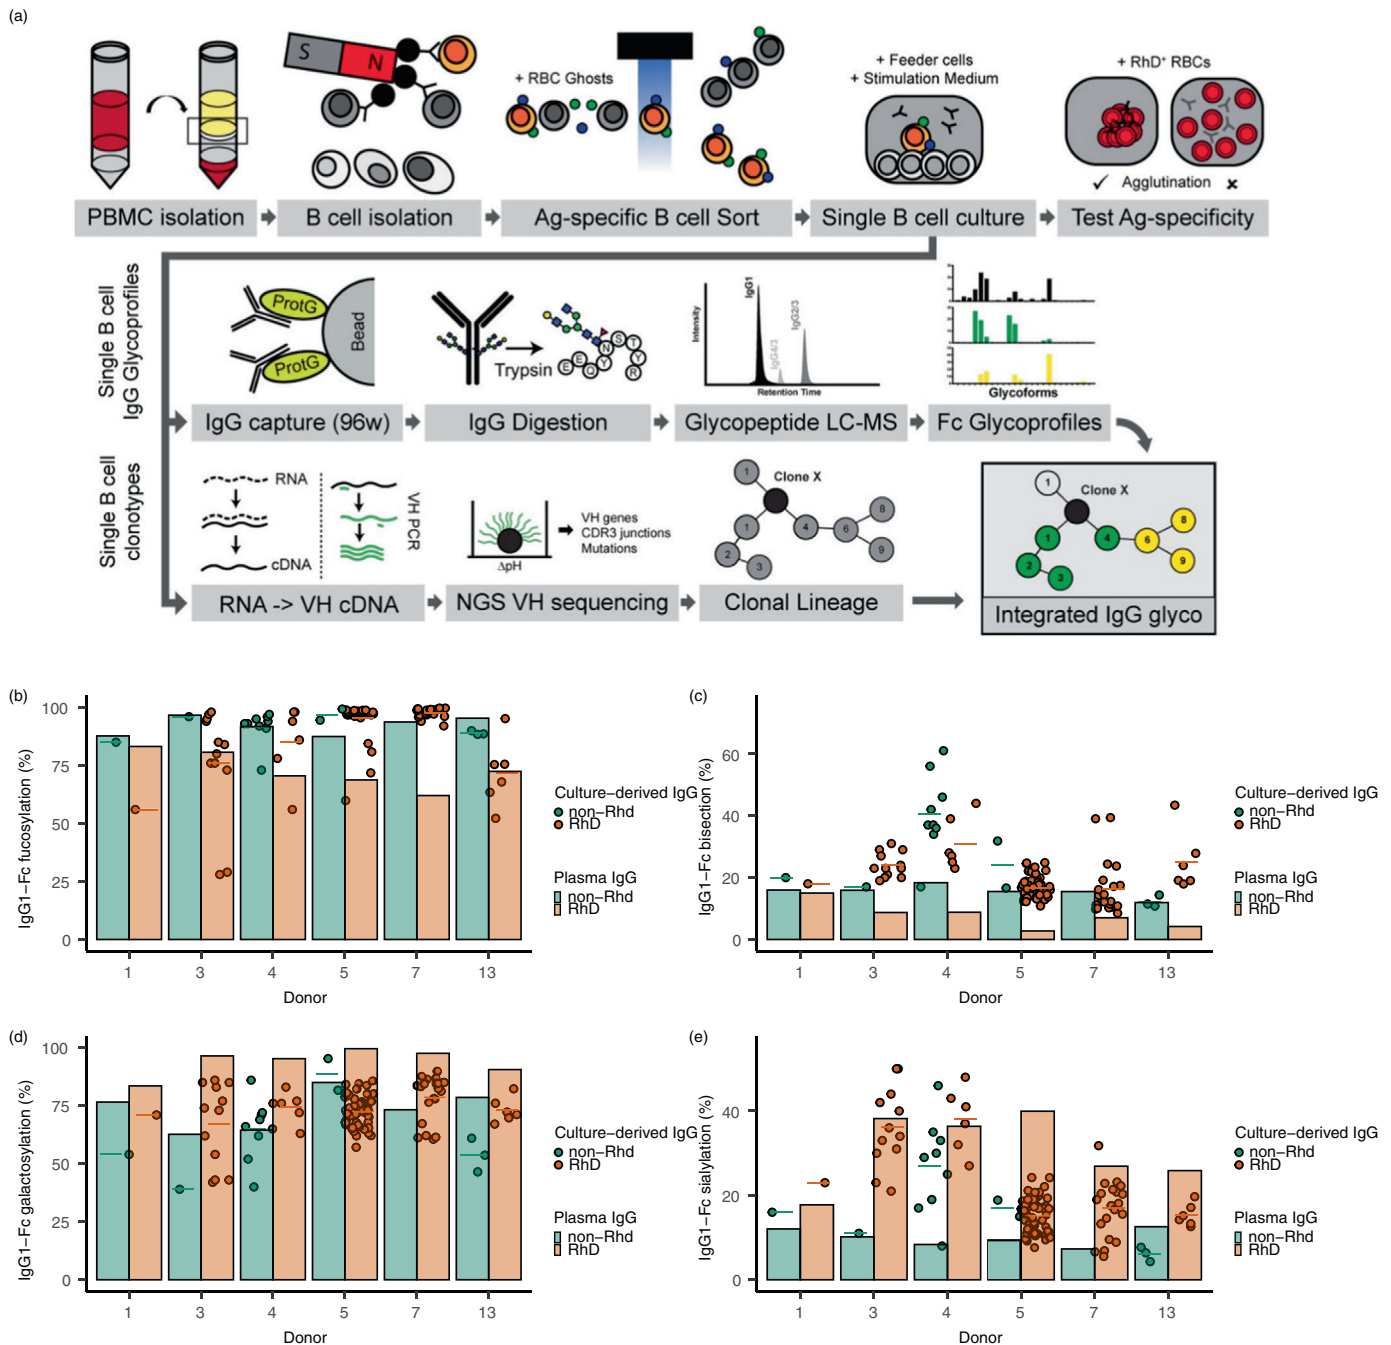 (a)
S N
+ RBC Ghosts
+ Feeder cells
+ Stimulation Medium
+ RhD+ RBCs
✓ Agglutination ✗
PBMC isolation
B cell isolation
Ag-specific B cell Sort
Single B cell culture
Test Ag-specificity
Single B cell
IgG Glycoprofiles
ProtG
ProtG
Bead
Trypsin
E E Q Y N S T Y R
Intensity
IgG1
IgG4/3
IgG2/3
Retention Time
Glycoforms
IgG capture (96w)
IgG Digestion
Glycopeptide LC-MS
Fc Glycoprofiles
Single B cell
clonotypes
RNA
cDNA
VH PCR
ΔpH
VH genes
CDR3 junctions
Mutations
Clone X
1
1
2
3
4
6
8
9
Clone X
1
1
2
3
4
6
8
9
RNA -> VH cDNA
NGS VH sequencing
Clonal Lineage
Integrated IgG glyco
(b)
IgG1−Fc fucosylation (%)
100
75
50
25
0
1 3 4 5 7 13
Donor
Culture−derived IgG
non−Rhd
RhD
Plasma IgG
non−Rhd
RhD
(c)
IgG1−Fc bisection (%)
60
40
20
0
1 3 4 5 7 13
Donor
Culture−derived IgG
non−Rhd
RhD
Plasma IgG
non−Rhd
RhD
(d)
IgG1−Fc galactosylation (%)
100
75
50
25
0
1 3 4 5 7 13
Donor
Culture−derived IgG
non−Rhd
RhD
Plasma IgG
non−Rhd
RhD
(e)
IgG1−Fc sialylation (%)
40
20
0
1 3 4 5 7 13
Donor
Culture−derived IgG
non−Rhd
RhD
Plasma IgG
non−Rhd
RhD